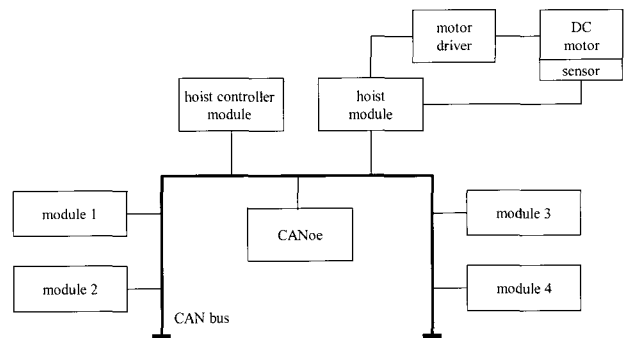 motor
driver
DC
motor
sensor
hoist controller
module
hoist
module
module 1
CANoe
module 3
module 2
module 4
CAN bus